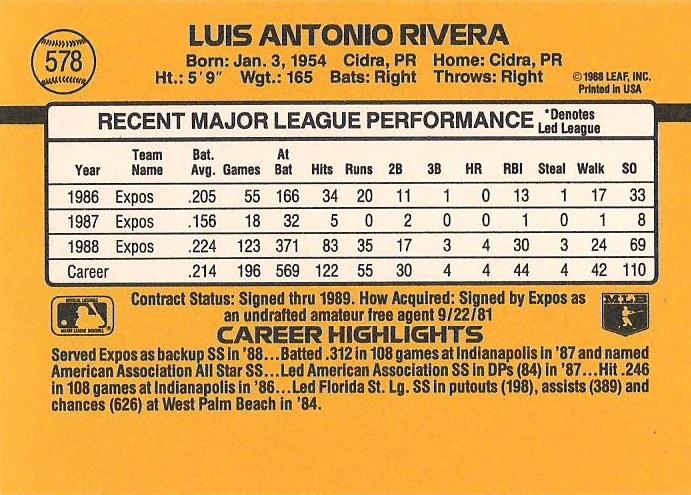 578
LUIS ANTONIO RIVERA
Born: Jan. 3, 1954 Cidra, PR Home: Cidra, PR
Ht.: 5'9" Wgt.: 165 Bats: Right Throws: Right
©1988 LEAF, INC.
Printed in USA
RECENT MAJOR LEAGUE PERFORMANCE *Denotes Led League
Year Team Name Bat. Avg. Games At Bat Hits Runs 2B 3B HR RBI Steal Walk SO
1986 Expos .205 55 166 34 20 11 1 0 13 1 17 33
1987 Expos .156 18 32 5 0 2 0 0 1 0 1 8
1988 Expos .224 123 371 83 35 17 3 4 30 3 24 69
Career .214 196 569 122 55 30 4 4 44 4 42 110
Contract Status: Signed thru 1989. How Acquired: Signed by Expos as
an undrafted amateur free agent 9/22/81
OFFICIAL LICENSEE
MAJOR LEAGUE BASEBALL
MLB
CAREER HIGHLIGHTS
Served Expos as backup SS in '88...Batted .312 in 108 games at Indianapolis in '87 and named
American Association All Star SS...Led American Association SS in DPs (84) in '87...Hit .246
in 108 games at Indianapolis in '86...Led Florida St. Lg. SS in putouts (198), assists (389) and
chances (626) at West Palm Beach in '84.